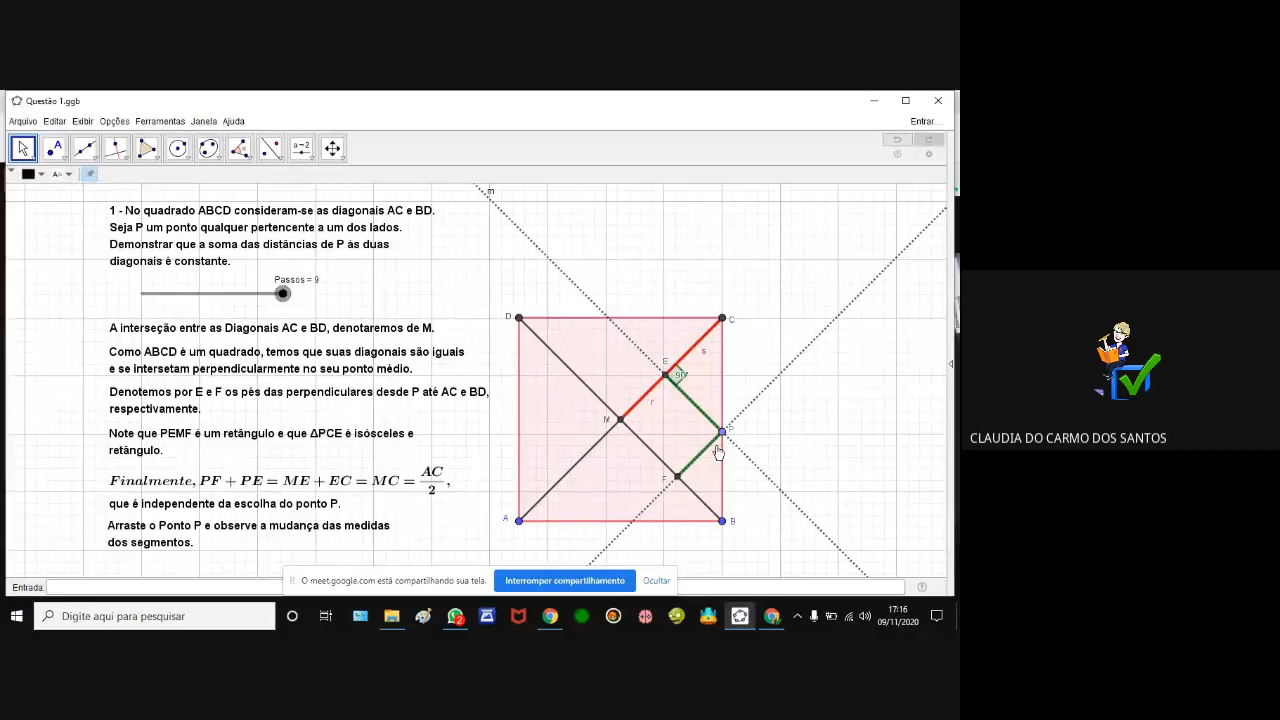 Questão 1.ggb
Arquivo Editar Exibir Opções Ferramentas Janela Ajuda
Entrar...
a=2
AA
m
1 - No quadrado ABCD consideram-se as diagonais AC e BD.
Seja P um ponto qualquer pertencente a um dos lados.
Demonstrar que a soma das distâncias de P às duas
diagonais é constante.
Passos = 9
A interseção entre as Diagonais AC e BD, denotaremos de M.
Como ABCD é um quadrado, temos que suas diagonais são iguais
e se intersetam perpendicularmente no seu ponto médio.
Denotemos por E e F os pés das perpendiculares desde P até AC e BD,
respectivamente.
Note que PEMF é um retângulo e que ΔPCE é isósceles e
retângulo.
Finalmente, PF + PE = ME + EC = MC = AC/2,
que é independente da escolha do ponto P.
Arraste o Ponto P e observe a mudança das medidas
dos segmentos.
D
C
s
E
90°
r
M
P
F
A
B
CLAUDIA DO CARMO DOS SANTOS
O meet.google.com está compartilhando sua tela.
Interromper compartilhamento
Ocultar
Entrada:
Digite aqui para pesquisar
2
17:16
09/11/2020